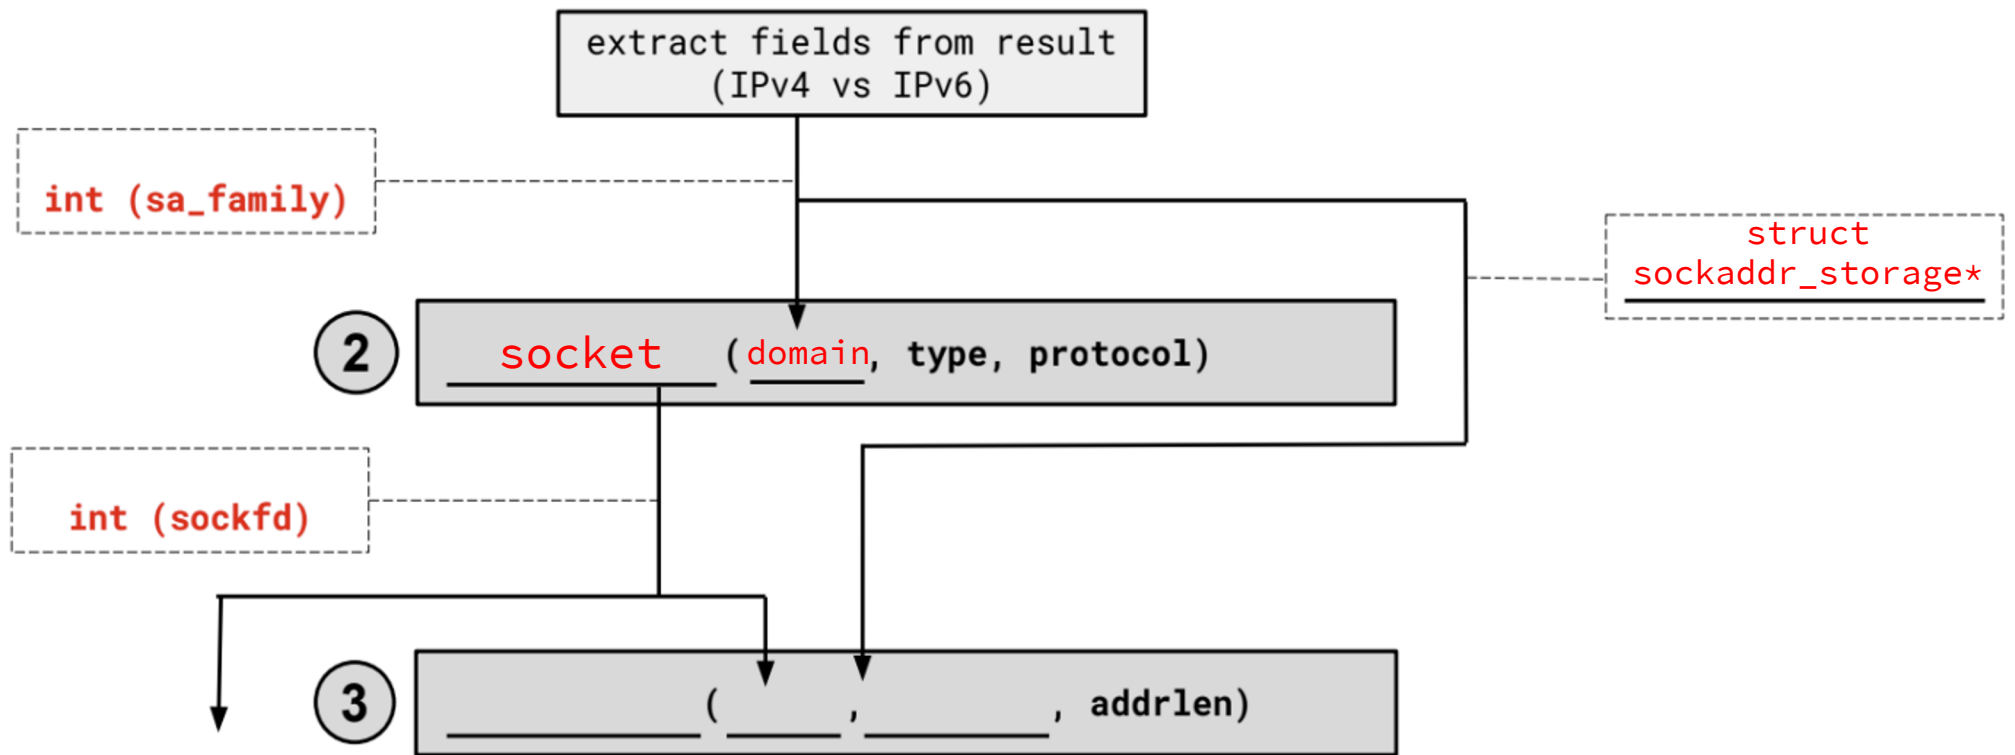 extract fields from result
(IPv4 vs IPv6)
int (sa_family)
struct
sockaddr_storage*
2
socket (domain, type, protocol)
int (sockfd)
3
( , , addrlen)